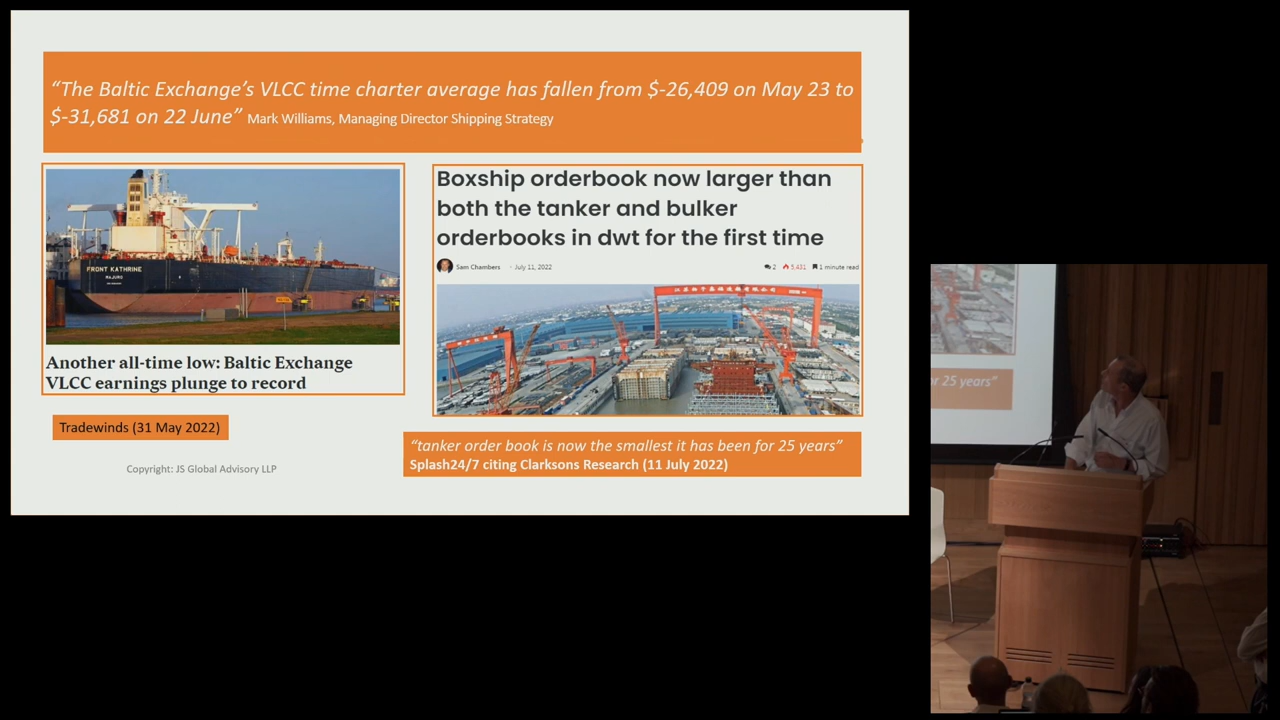 “The Baltic Exchange’s VLCC time charter average has fallen from $-26,409 on May 23 to
$-31,681 on 22 June” Mark Williams, Managing Director Shipping Strategy
FRONT KATHRINE
MAJURO
Another all-time low: Baltic Exchange
VLCC earnings plunge to record
Tradewinds (31 May 2022)
Copyright: JS Global Advisory LLP
Boxship orderbook now larger than
both the tanker and bulker
orderbooks in dwt for the first time
Sam Chambers - July 11, 2022 2 5,431 1 minute read
“tanker order book is now the smallest it has been for 25 years”
Splash24/7 citing Clarksons Research (11 July 2022)
or 25 years”